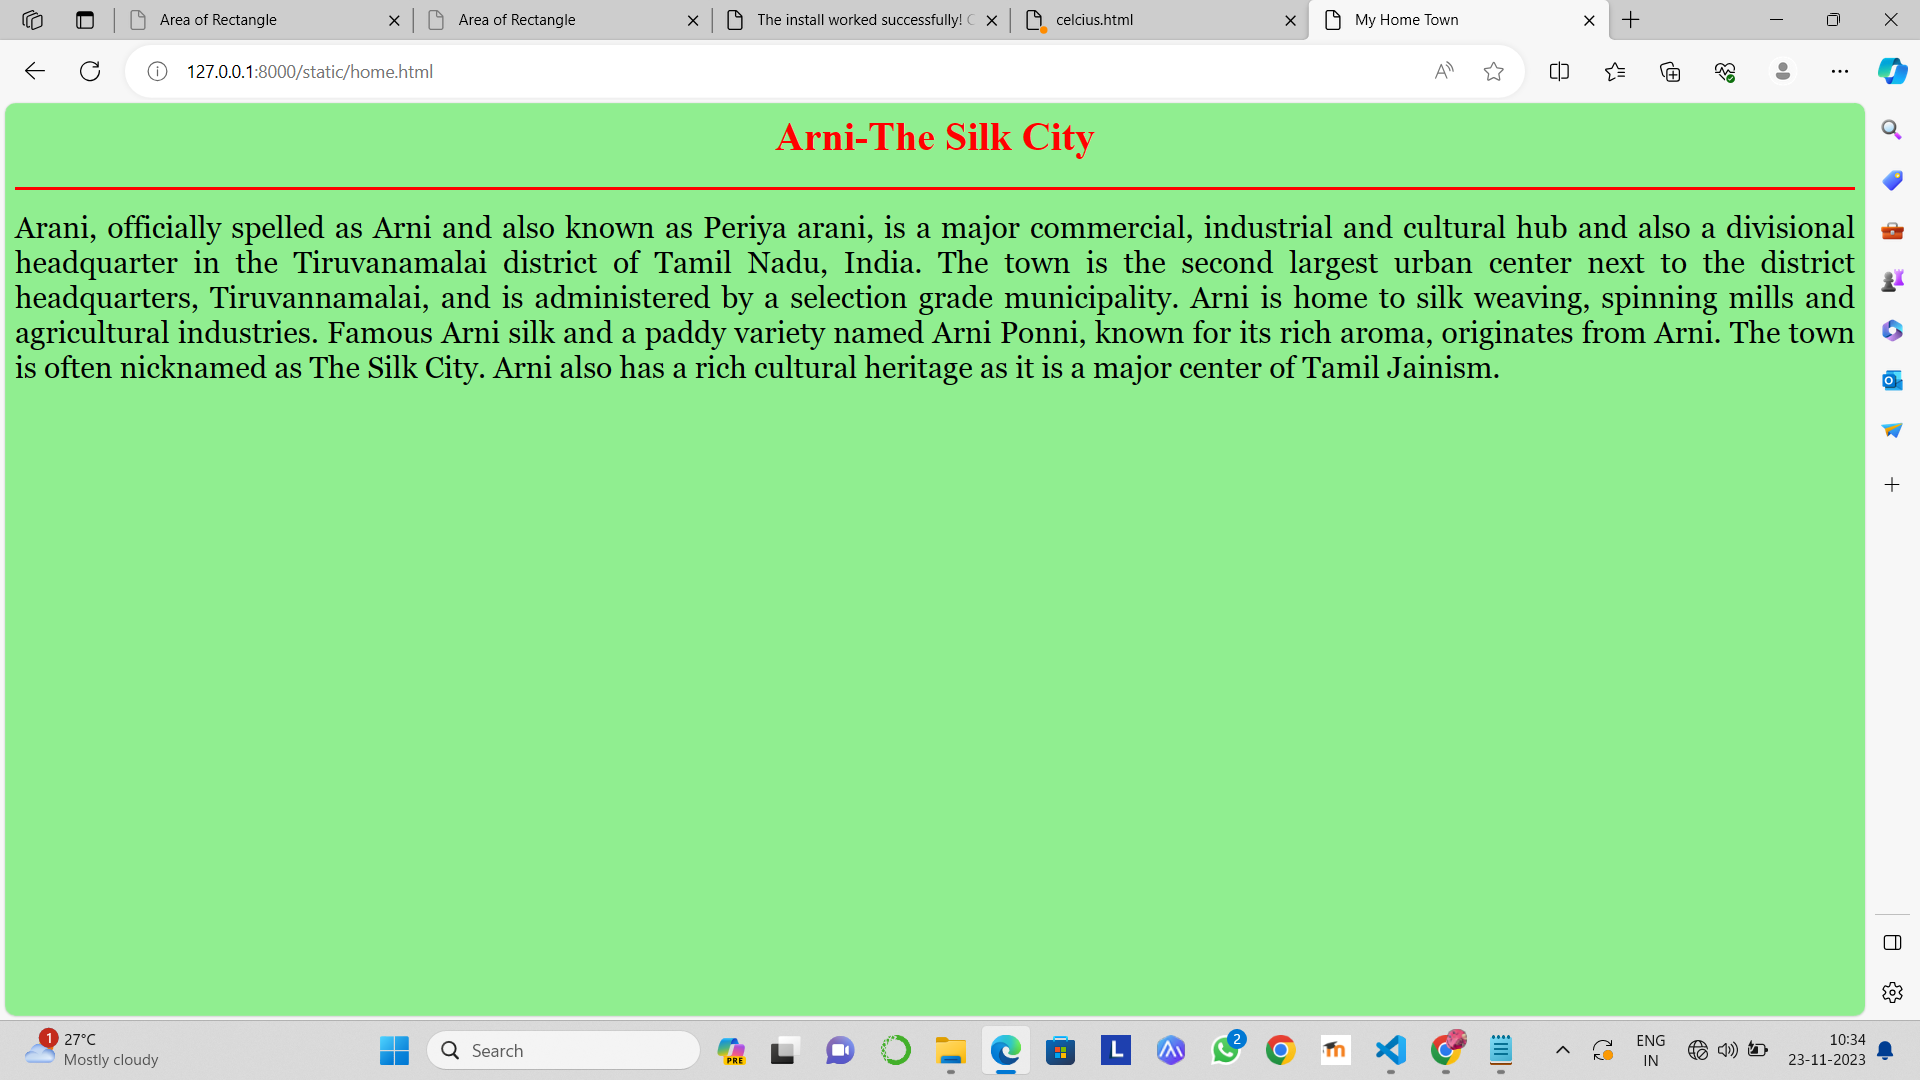 Area of Rectangle
Area of Rectangle
The install worked successfully!
celcius.html
My Home Town
127.0.0.1:8000/static/home.html
Arni-The Silk City
Arani, officially spelled as Arni and also known as Periya arani, is a major commercial, industrial and cultural hub and also a divisional
headquarter in the Tiruvanamalai district of Tamil Nadu, India. The town is the second largest urban center next to the district
headquarters, Tiruvannamalai, and is administered by a selection grade municipality. Arni is home to silk weaving, spinning mills and
agricultural industries. Famous Arni silk and a paddy variety named Arni Ponni, known for its rich aroma, originates from Arni. The town
is often nicknamed as The Silk City. Arni also has a rich cultural heritage as it is a major center of Tamil Jainism.
1
27°C
Mostly cloudy
Search
PRE
L
2
ENG
IN
10:34
23-11-2023